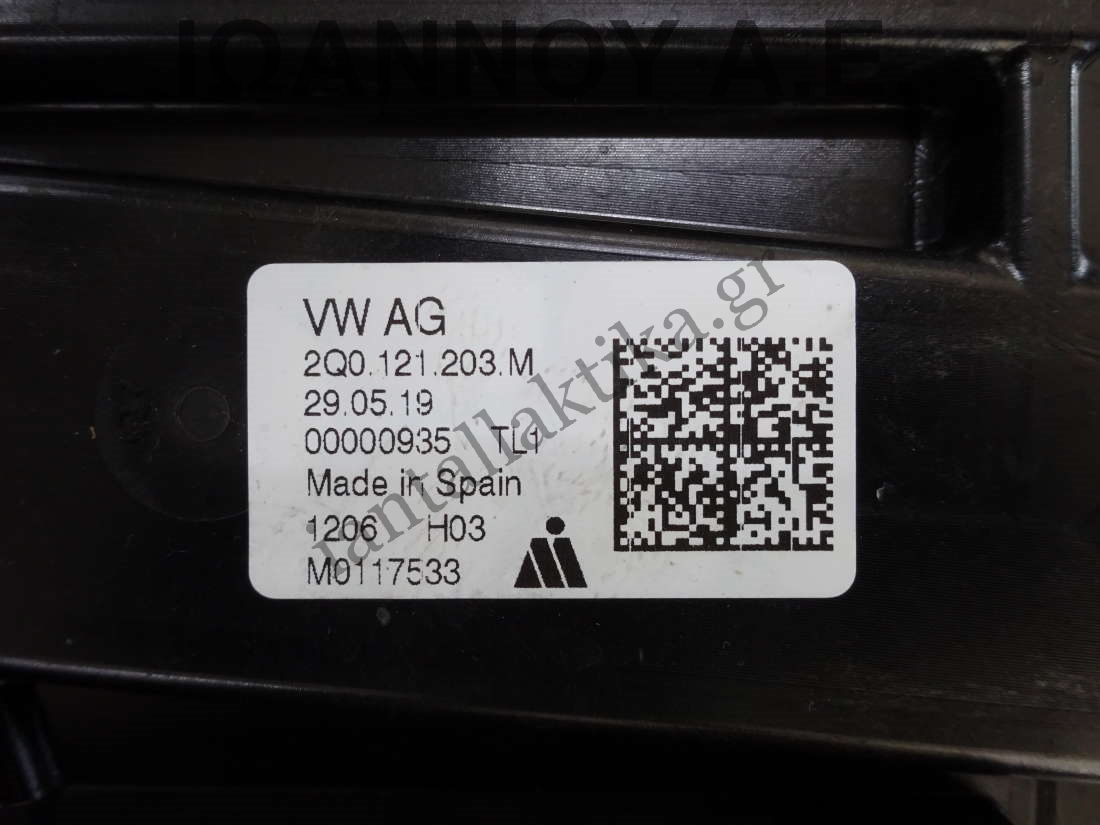 ΙΩΑΝΝΟΥ Α.Ε.
VW AG
2Q0.121.203.M
29.05.19
00000935 TL1
Made in Spain
1206 H03
M0117533
iantallaktika.gr